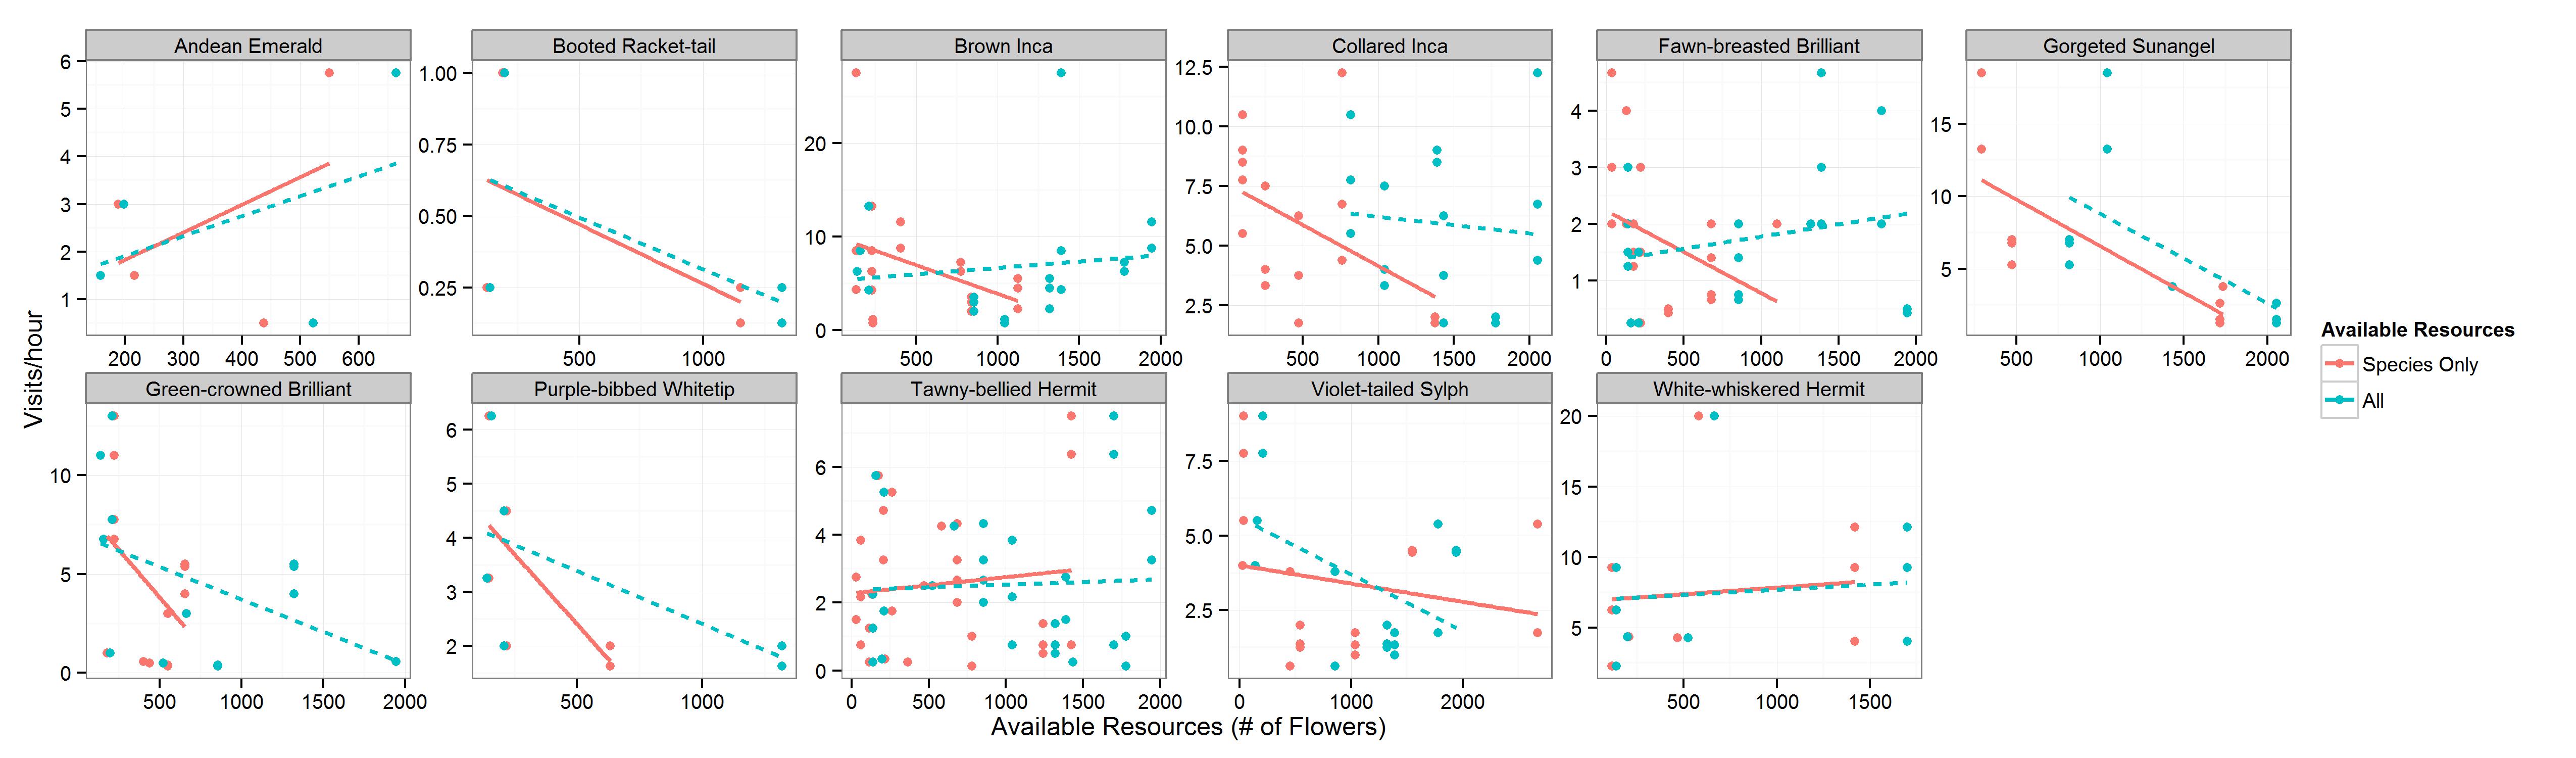 Andean Emerald
Booted Racket-tail
Brown Inca
Collared Inca
Fawn-breasted Brilliant
Gorgeted Sunangel
6
5
4
3
2
1
200 300 400 500 600
1.00
0.75
0.50
0.25
500 1000
20
10
0
500 1000 1500 2000
12.5
10.0
7.5
5.0
2.5
500 1000 1500 2000
4
3
2
1
0 500 1000 1500 2000
15
10
5
500 1000 1500 2000
Green-crowned Brilliant
Purple-bibbed Whitetip
Tawny-bellied Hermit
Violet-tailed Sylph
White-whiskered Hermit
10
5
0
500 1000 1500 2000
6
5
4
3
2
500 1000
6
4
2
0
0 500 1000 1500 2000
7.5
5.0
2.5
0 1000 2000
20
15
10
5
500 1000 1500
Visits/hour
Available Resources (# of Flowers)
Available Resources
Species Only
All